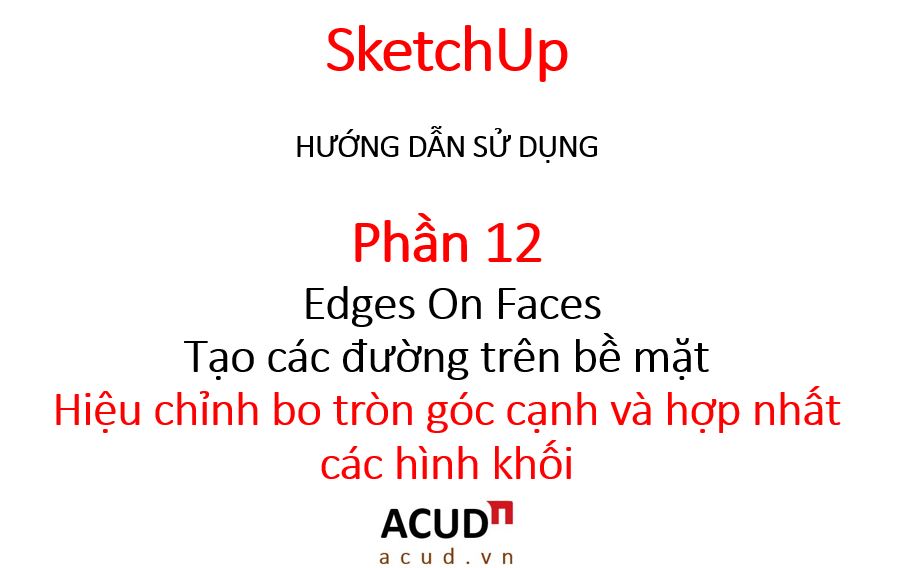 SketchUp
HƯỚNG DẪN SỬ DỤNG
Phần 12
Edges On Faces
Tạo các đường trên bề mặt
Hiệu chỉnh bo tròn góc cạnh và hợp nhất
các hình khối
ACUD
acud.vn